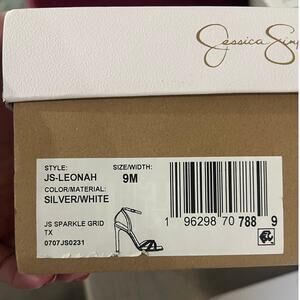 Jessica Sim
STYLE: SIZE/WIDTH:
JS-LEONAH 9M
COLOR/MATERIAL:
SILVER/WHITE
JS SPARKLE GRID
TX
0707JS0231
1 96298 70 788 9